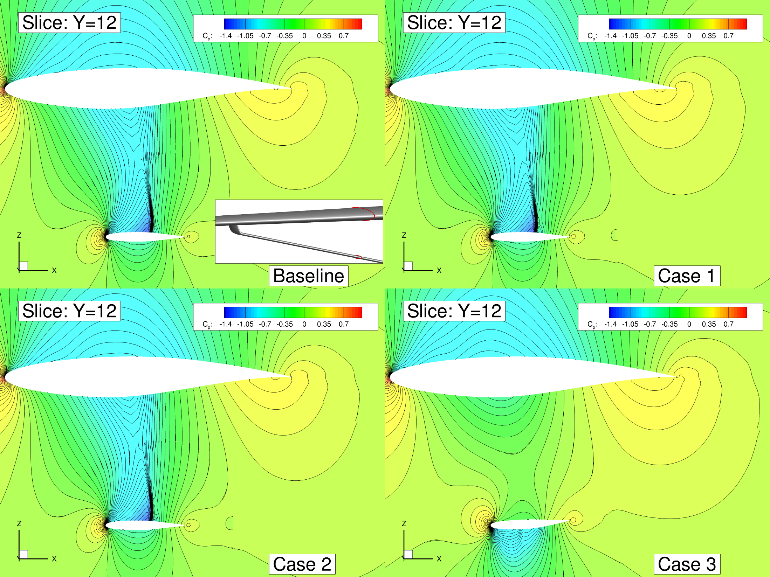 Slice: Y=12
Cp: -1.4 -1.05 -0.7 -0.35 0 0.35 0.7
Z
X
Baseline
Slice: Y=12
Cp: -1.4 -1.05 -0.7 -0.35 0 0.35 0.7
Z
X
Case 1
Slice: Y=12
Cp: -1.4 -1.05 -0.7 -0.35 0 0.35 0.7
Z
X
Case 2
Slice: Y=12
Cp: -1.4 -1.05 -0.7 -0.35 0 0.35 0.7
Z
X
Case 3